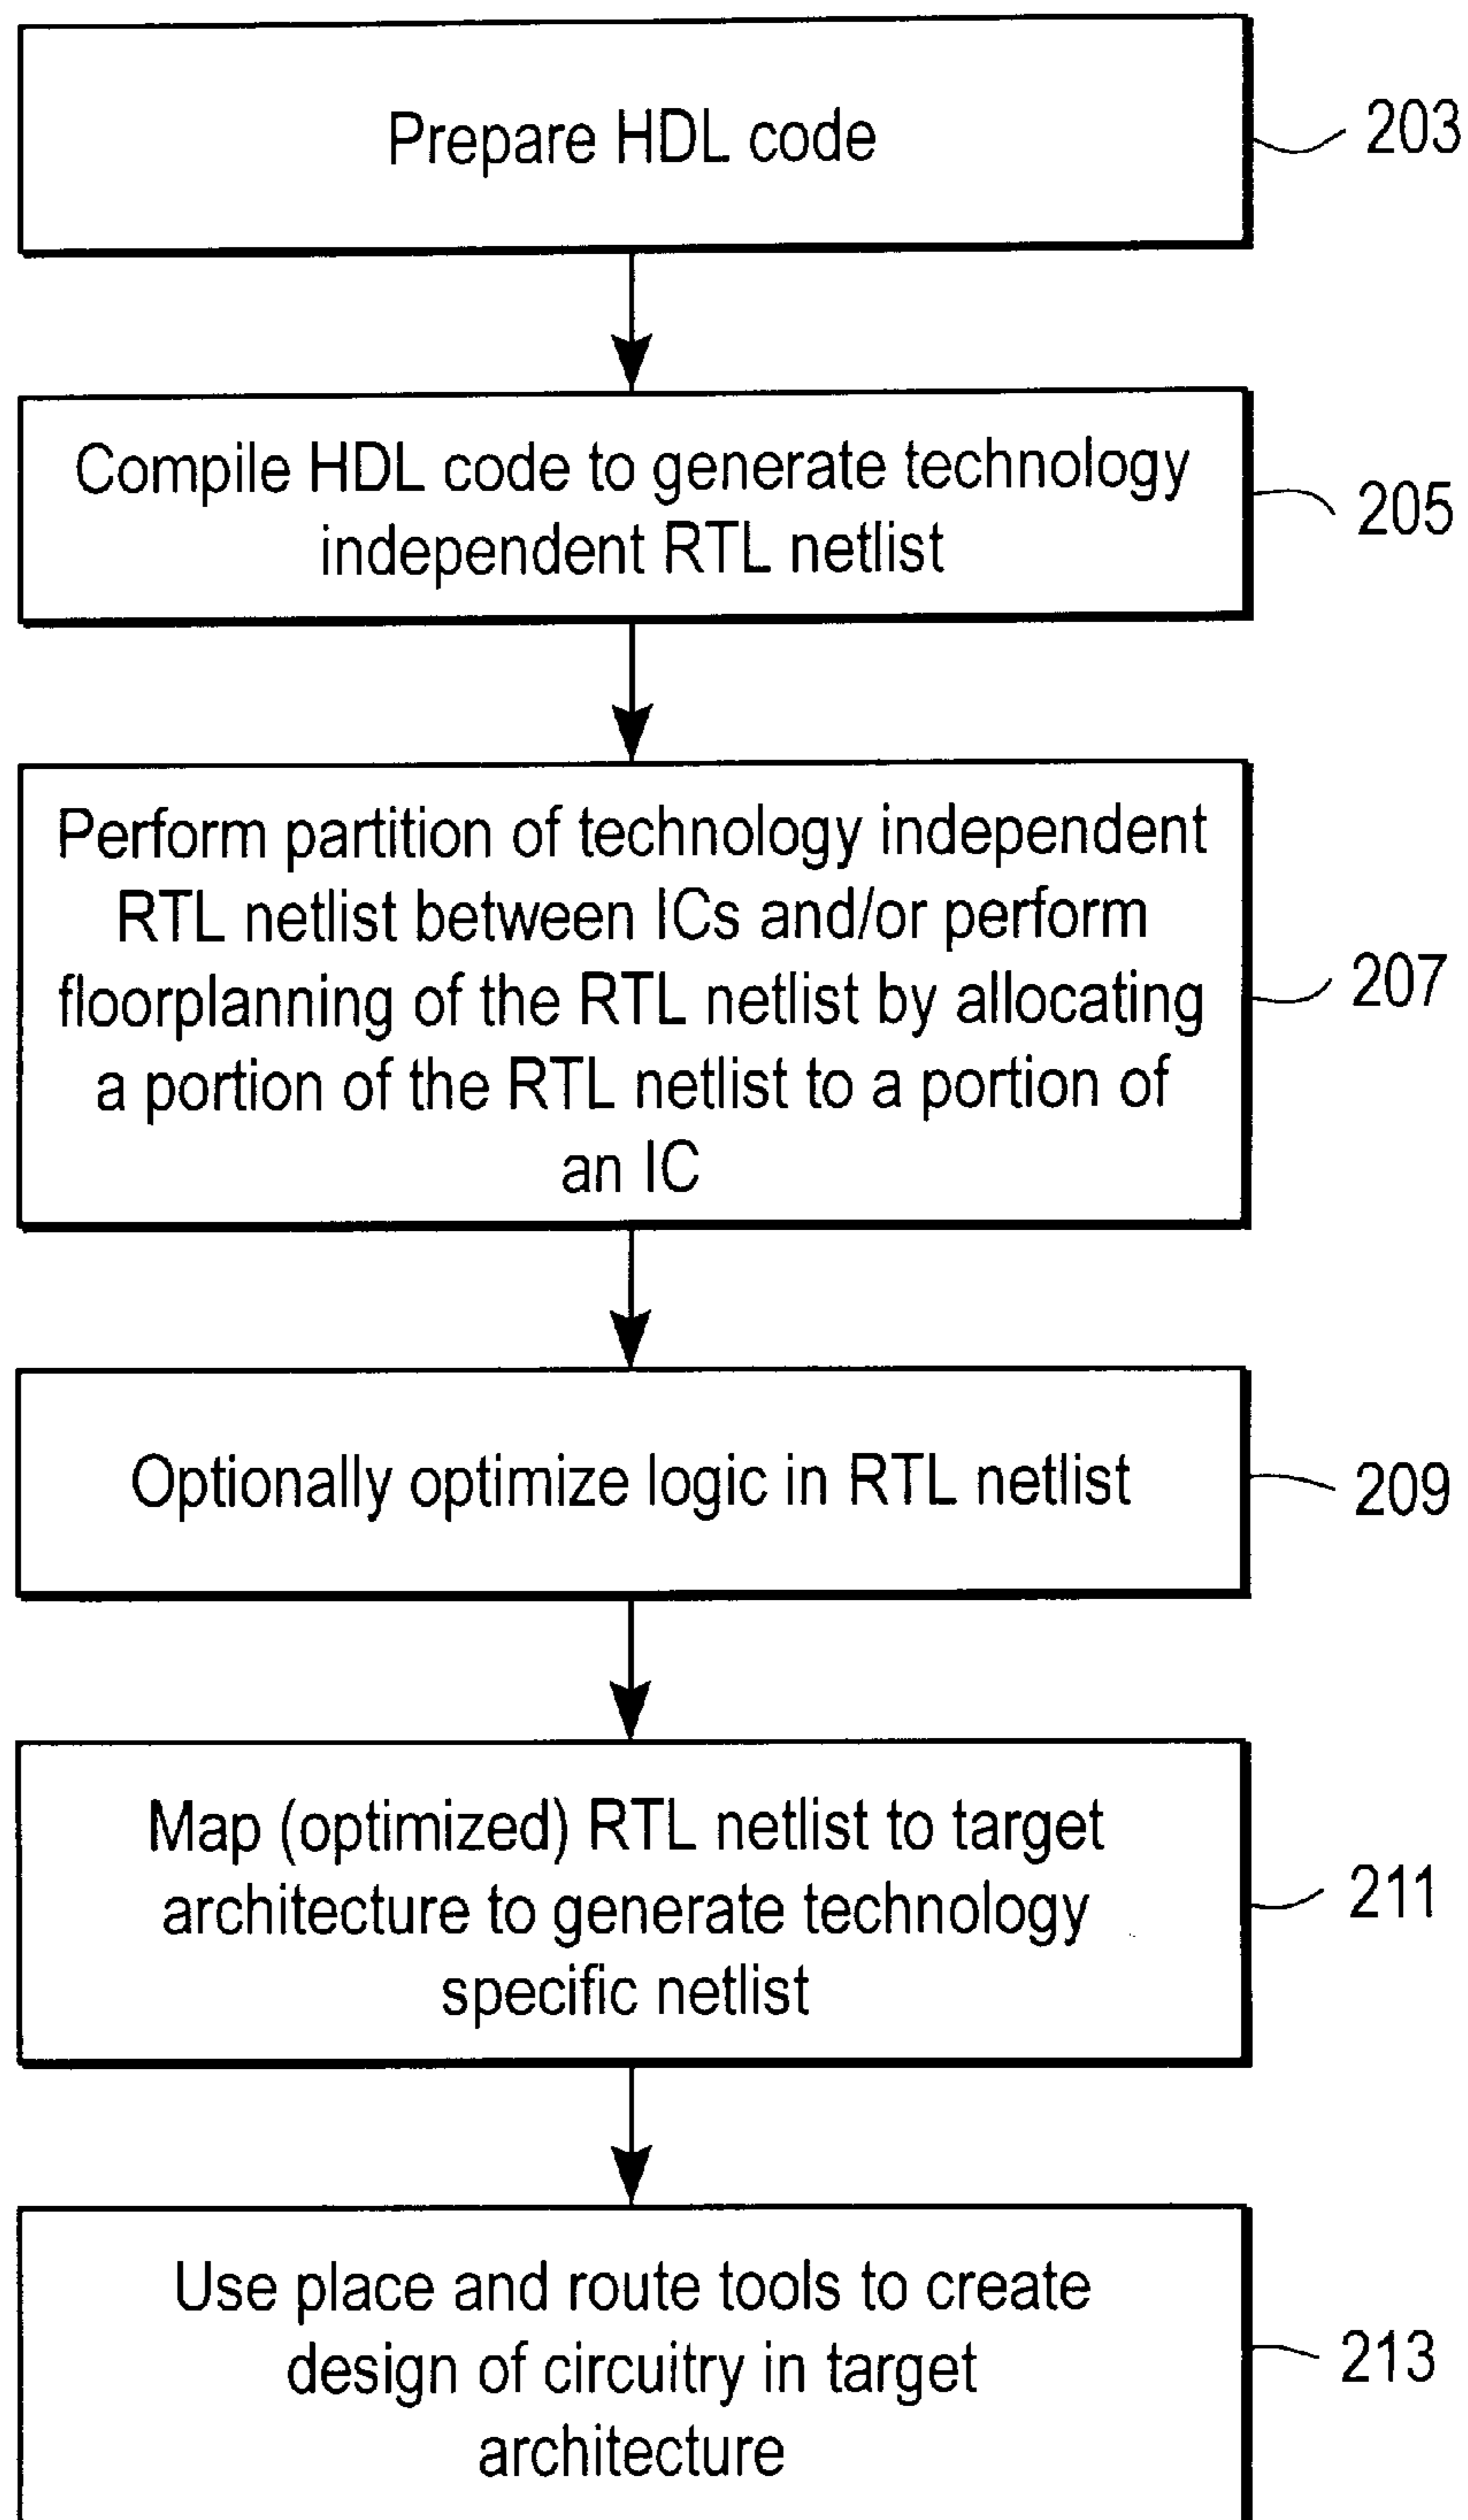 Prepare HDL code
203
Compile HDL code to generate technology
independent RTL netlist
205
Perform partition of technology independent
RTL netlist between ICs and/or perform
floorplanning of the RTL netlist by allocating
a portion of the RTL netlist to a portion of
an IC
207
Optionally optimize logic in RTL netlist
209
Map (optimized) RTL netlist to target
architecture to generate technology
specific netlist
211
Use place and route tools to create
design of circuitry in target
architecture
213